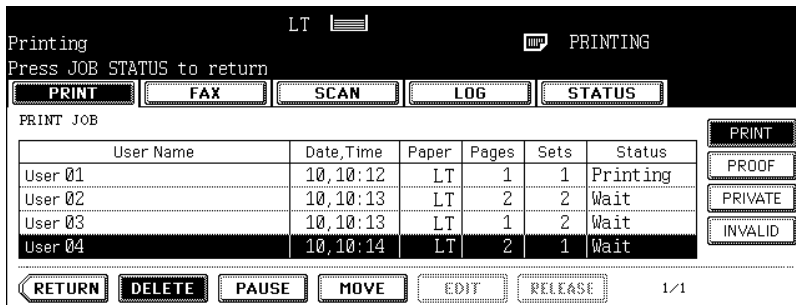 LT
Printing PRINTING
Press JOB STATUS to return
PRINT FAX SCAN LOG STATUS
PRINT JOB
PRINT
User Name Date,Time Paper Pages Sets Status
User 01 10,10:12 LT 1 1 Printing
PROOF
User 02 10,10:13 LT 2 2 Wait
PRIVATE
User 03 10,10:13 LT 1 2 Wait
INVALID
User 04 10,10:14 LT 2 1 Wait
RETURN DELETE PAUSE MOVE EDIT RELEASE 1/1